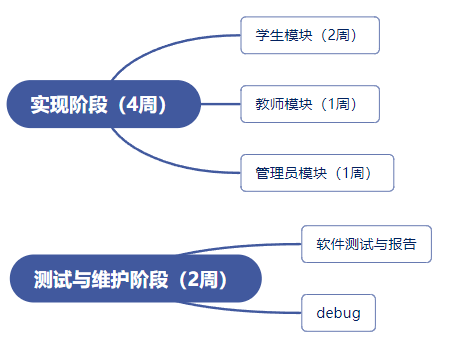 实现阶段（4周）
学生模块（2周）
教师模块（1周）
管理员模块（1周）
测试与维护阶段（2周）
软件测试与报告
debug